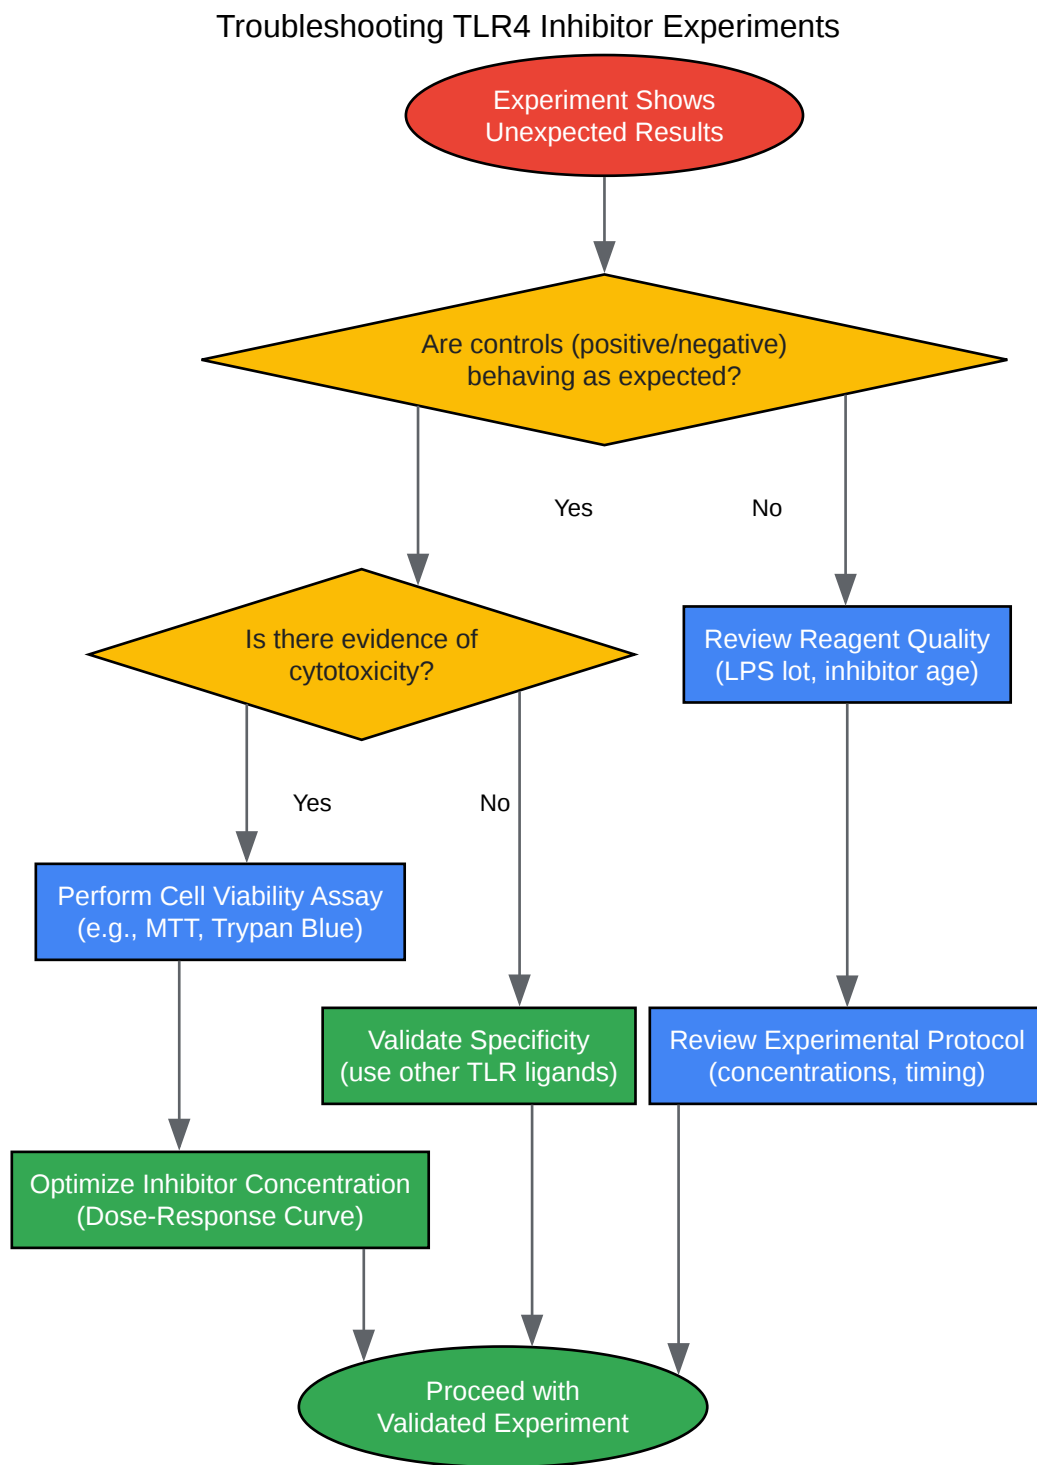 Troubleshooting TLR4 Inhibitor Experiments
Experiment Shows
Unexpected Results
Are controls (positive/negative)
behaving as expected?
Yes
No
Is there evidence of
cytotoxicity?
Review Reagent Quality
(LPS lot, inhibitor age)
Yes
No
Perform Cell Viability Assay
(e.g., MTT, Trypan Blue)
Validate Specificity
(use other TLR ligands)
Review Experimental Protocol
(concentrations, timing)
Optimize Inhibitor Concentration
(Dose-Response Curve)
Proceed with
Validated Experiment